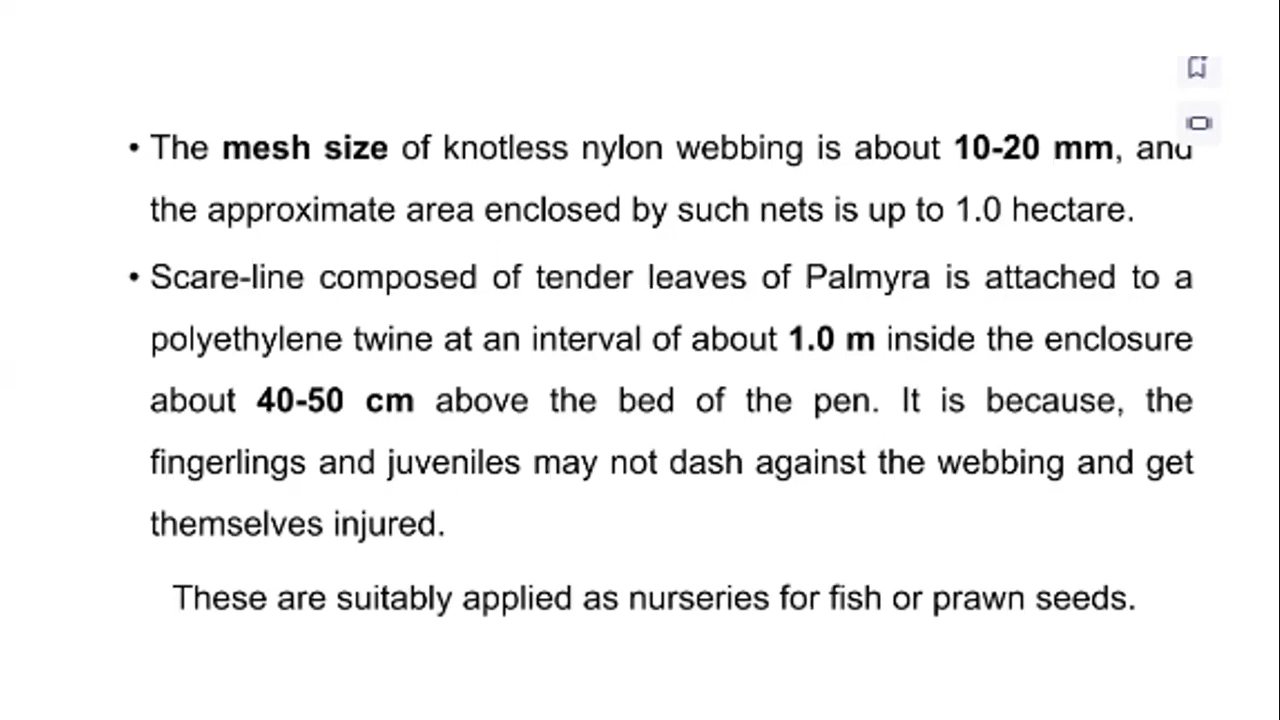 • The mesh size of knotless nylon webbing is about 10-20 mm, and
the approximate area enclosed by such nets is up to 1.0 hectare.
• Scare-line composed of tender leaves of Palmyra is attached to a
polyethylene twine at an interval of about 1.0 m inside the enclosure
about 40-50 cm above the bed of the pen. It is because, the
fingerlings and juveniles may not dash against the webbing and get
themselves injured.
These are suitably applied as nurseries for fish or prawn seeds.